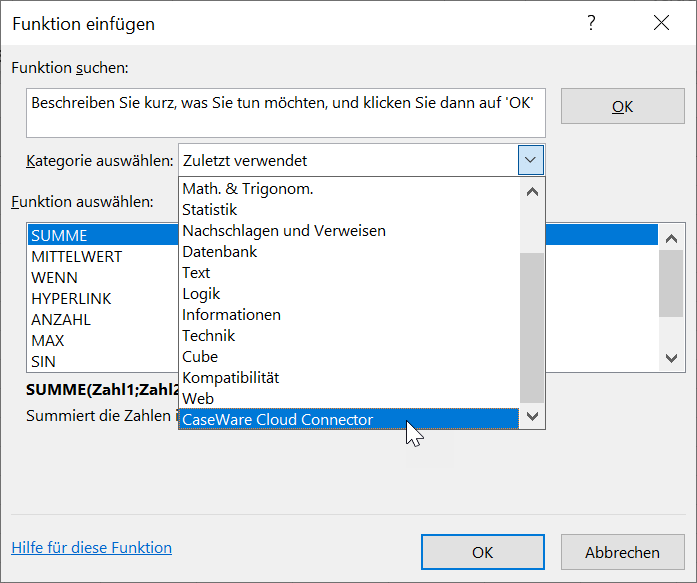 Funktion einfügen
?
Funktion suchen:
Beschreiben Sie kurz, was Sie tun möchten, und klicken Sie dann auf 'OK'
OK
Kategorie auswählen:
Zuletzt verwendet
Math. & Trigonom.
Statistik
Nachschlagen und Verweisen
Datenbank
Text
Logik
Informationen
Technik
Cube
Kompatibilität
Web
CaseWare Cloud Connector
Funktion auswählen:
SUMME
MITTELWERT
WENN
HYPERLINK
ANZAHL
MAX
SIN
SUMME(Zahl1;Zahl2
Summiert die Zahlen i
Hilfe für diese Funktion
OK
Abbrechen